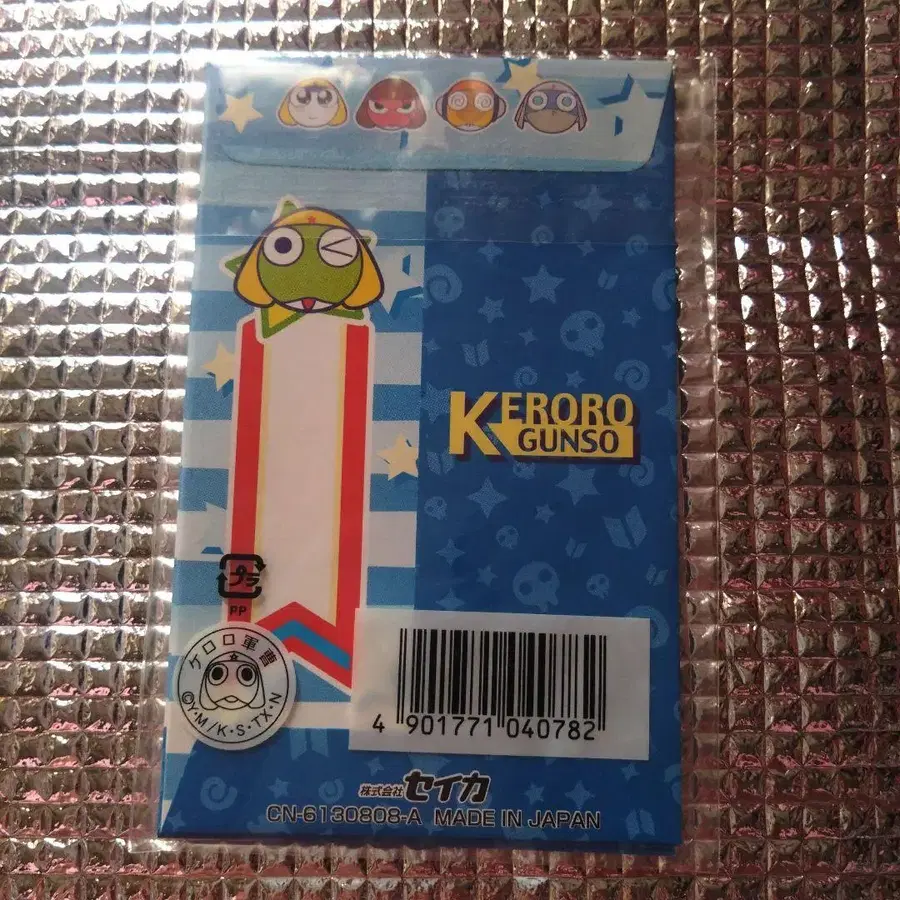 KERORO
GUNSO
プラ
PP
ケロロ軍曹
©Y・M/K・S・TX・N
4 901771 040782
株式会社 セイカ
CN-6130808-A MADE IN JAPAN